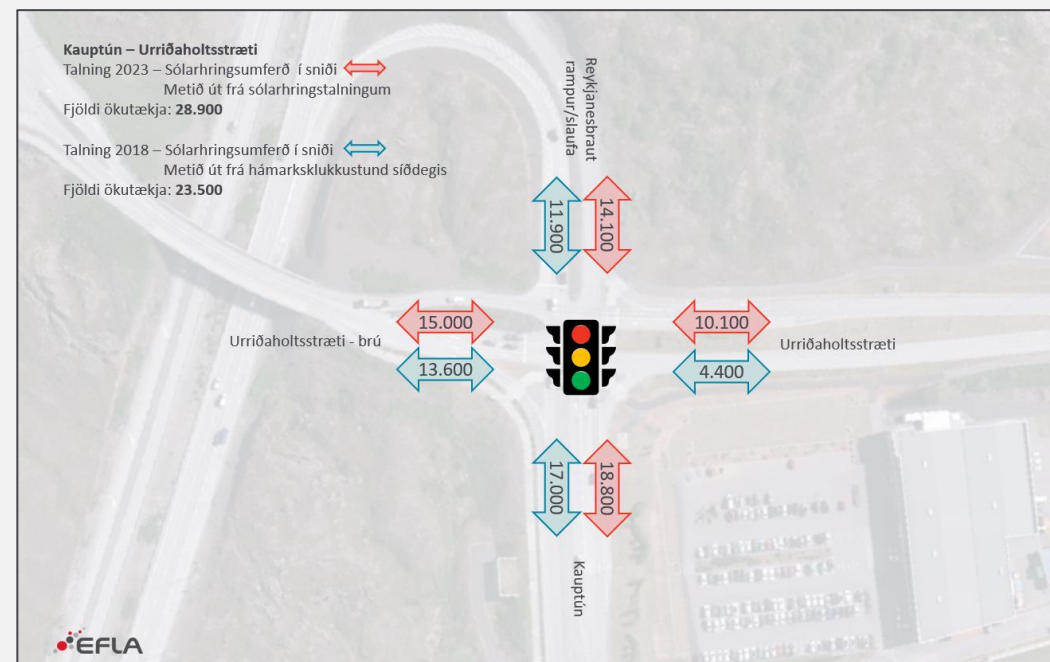 Kauptún – Urriðaholtsstræti
Talning 2023 – Sólarhringsumferð í sniði
Metið út frá sólarhringstalningum
Fjöldi ökutækja: 28.900
Talning 2018 – Sólarhringsumferð í sniði
Metið út frá hámarksklukkustund síðdegis
Fjöldi ökutækja: 23.500
Reykjanesbraut
rampur/slaufa
11.900
14.100
15.000
10.100
Urriðaholtsstræti - brú
Urriðaholtsstræti
13.600
4.400
17.000
18.800
Kauptún
EFLA